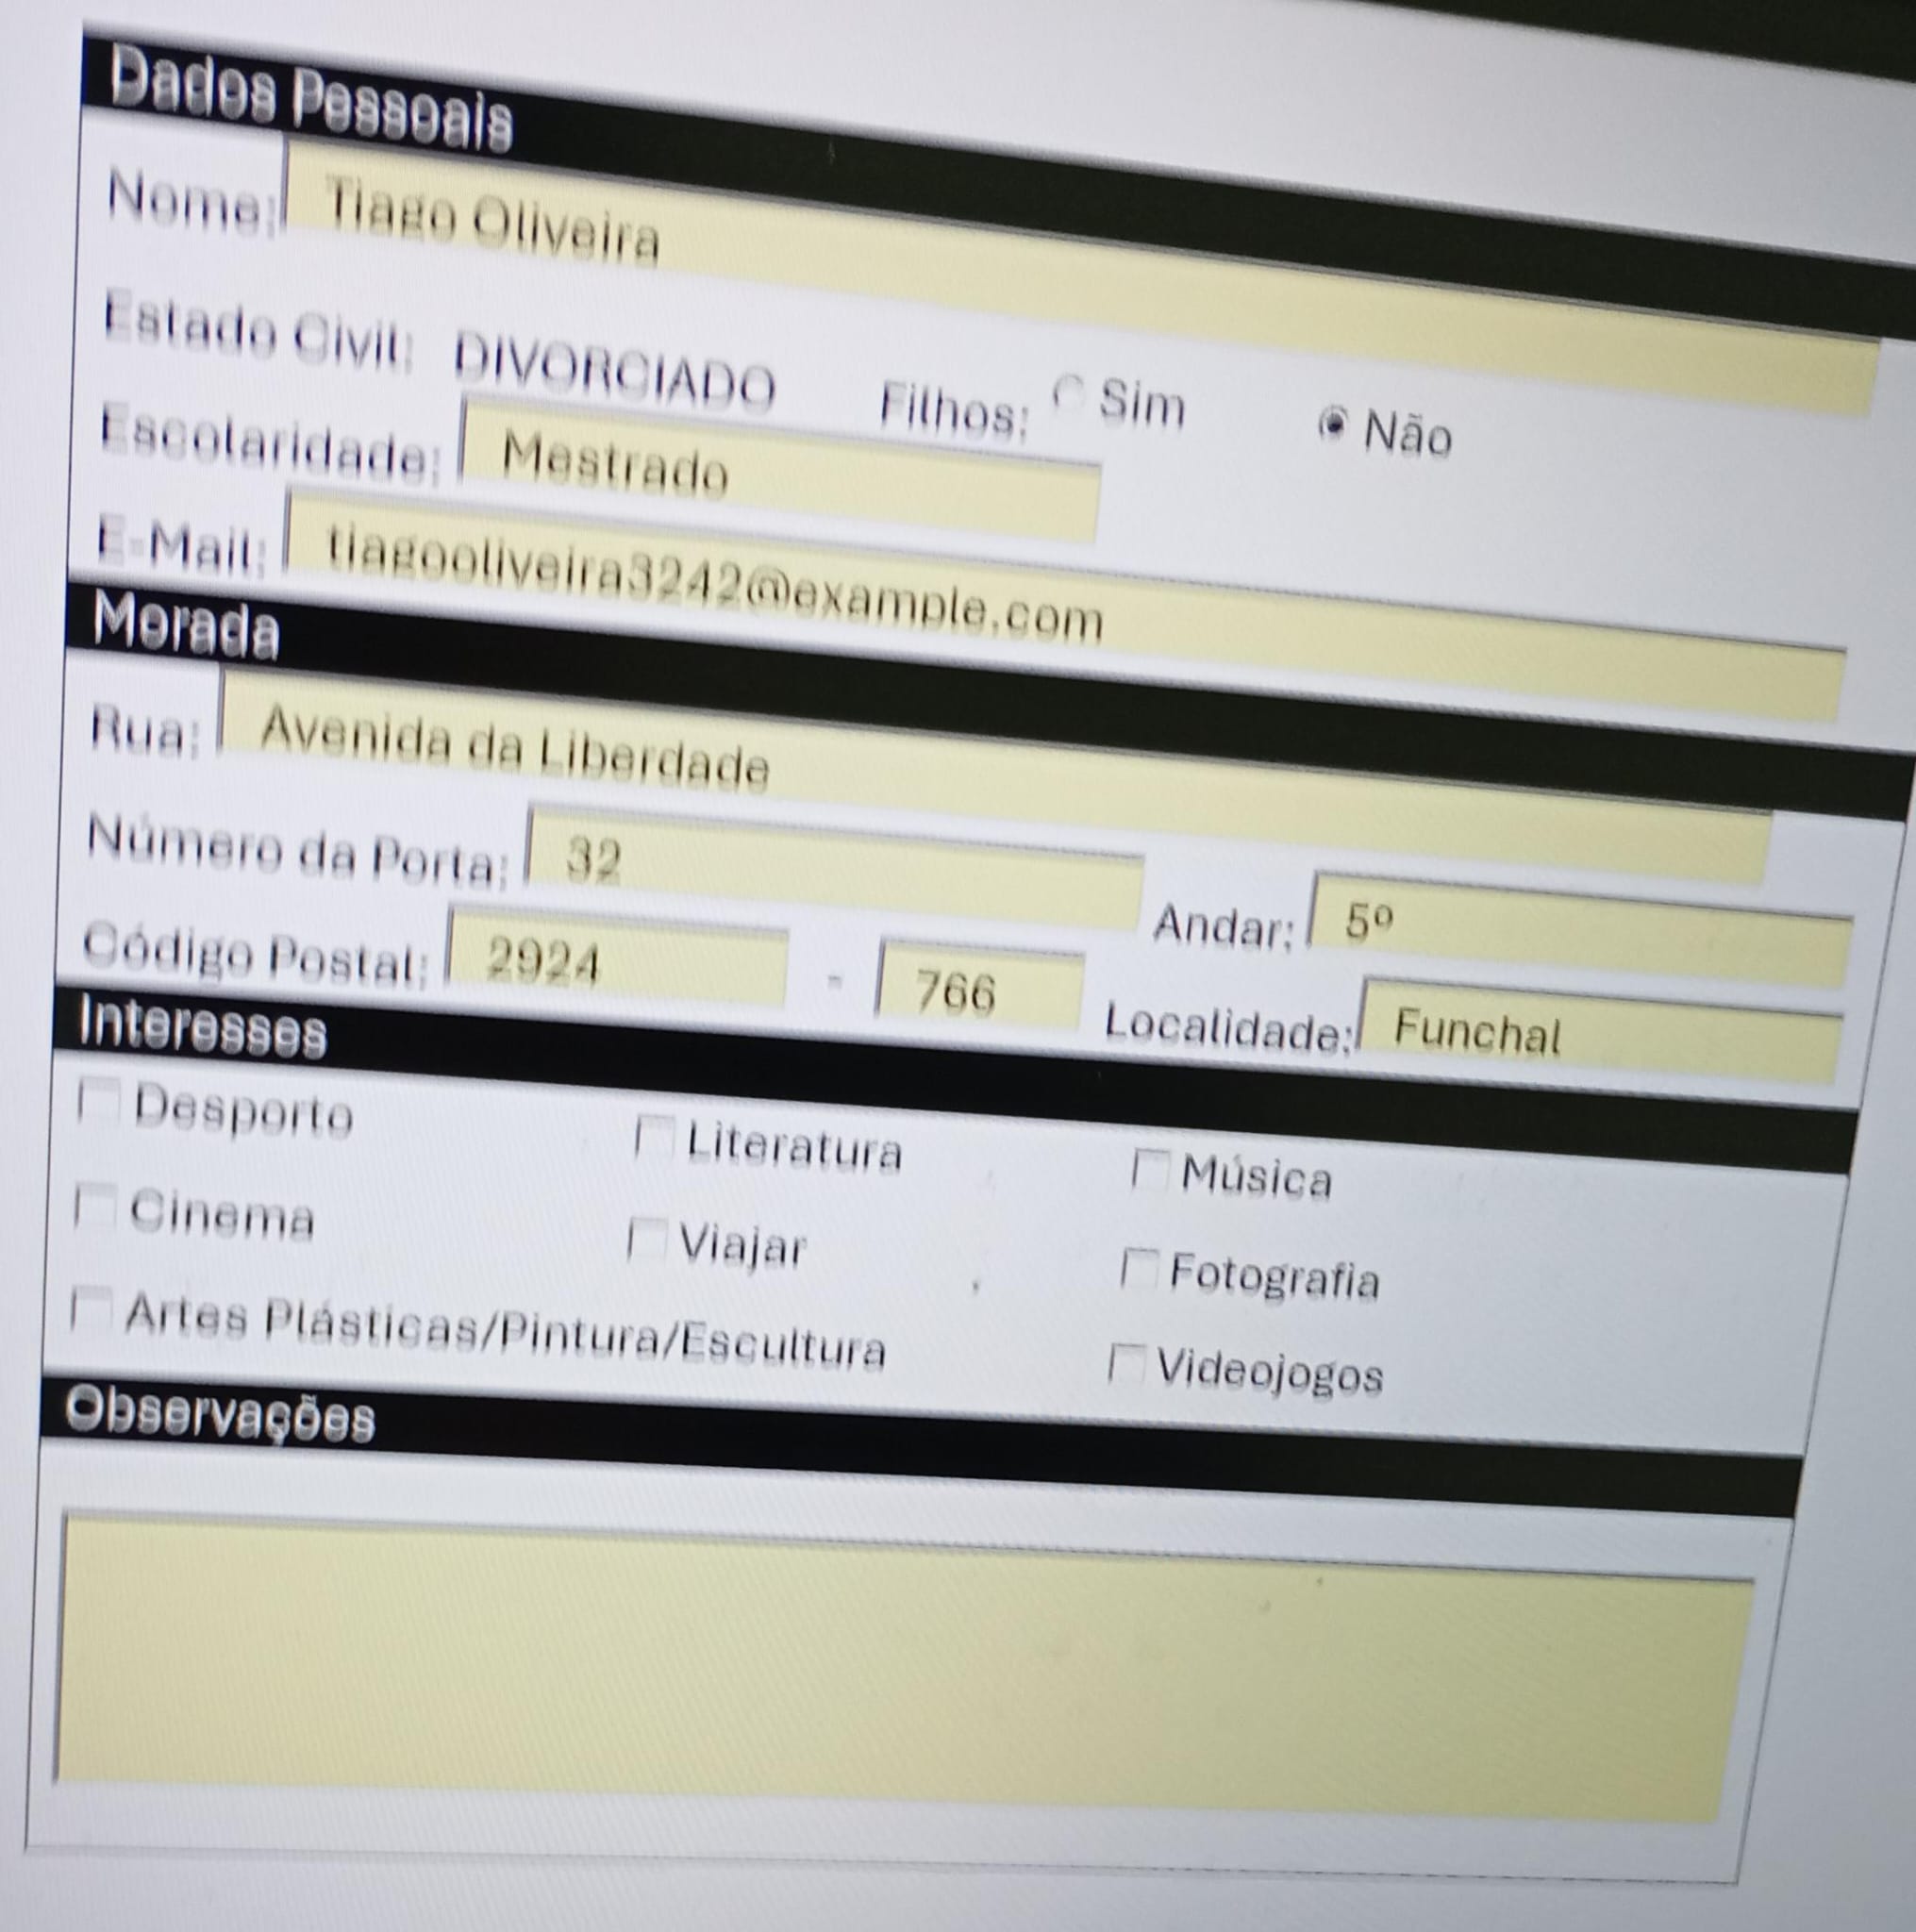 Dados Pessoais
Nome: Tiago Oliveira
Estado Civil: DIVORCIADO Filhos: Sim Não
Escolaridade: Mestrado
E-Mail: tiagooliveira3242@example.com
Morada
Rua: Avenida da Liberdade
Número da Porta: 32 Andar: 5º
Código Postal: 2924 - 766 Localidade: Funchal
Interesses
Desporto Literatura Música
Cinema Viajar Fotografia
Artes Plásticas/Pintura/Escultura Videojogos
Observações